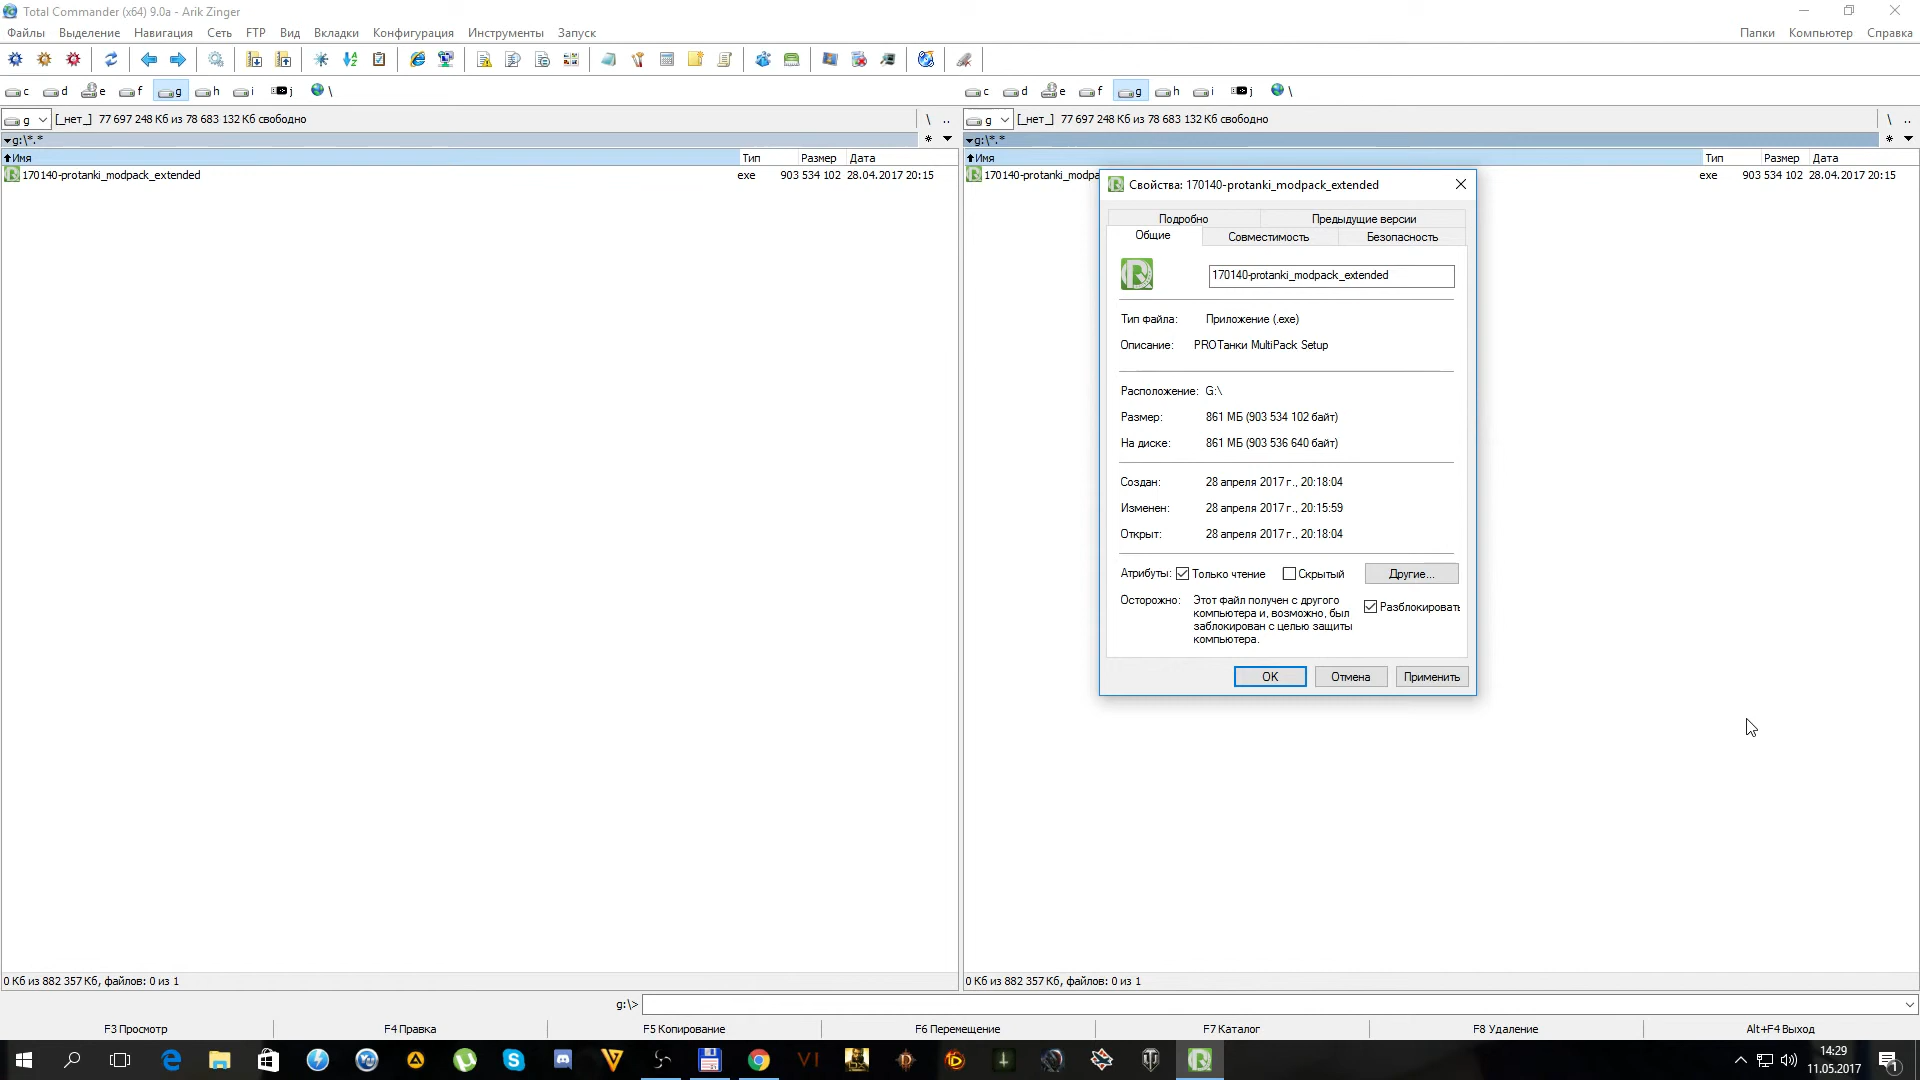 Total Commander (x64) 9.0a - Arik Zinger
Файлы Выделение Навигация Сеть FTP Вид Вкладки Конфигурация Инструменты Запуск Папки Компьютер Справка
c d e f g h i j \ c d e f g h i j \
g [_нет_] 77 697 248 Кб из 78 683 132 Кб свободно \ .. g [_нет_] 77 697 248 Кб из 78 683 132 Кб свободно \ ..
g:\*.* * g:\*.* *
Имя Тип Размер Дата Имя Тип Размер Дата
170140-protanki_modpack_extended exe 903 534 102 28.04.2017 20:15 170140-protanki_modpa exe 903 534 102 28.04.2017 20:15
Свойства: 170140-protanki_modpack_extended
Подробно Предыдущие версии
Общие Совместимость Безопасность
170140-protanki_modpack_extended
Тип файла: Приложение (.exe)
Описание: PROТанки MultiPack Setup
Расположение: G:\
Размер: 861 МБ (903 534 102 байт)
На диске: 861 МБ (903 536 640 байт)
Создан: 28 апреля 2017 г., 20:18:04
Изменен: 28 апреля 2017 г., 20:15:59
Открыт: 28 апреля 2017 г., 20:18:04
Атрибуты: Только чтение Скрытый Другие...
Осторожно: Этот файл получен с другого
компьютера и, возможно, был
заблокирован с целью защиты
компьютера.
Разблокировать
OK Отмена Применить
0 Кб из 882 357 Кб, файлов: 0 из 1 0 Кб из 882 357 Кб, файлов: 0 из 1
g:\>
F3 Просмотр F4 Правка F5 Копирование F6 Перемещение F7 Каталог F8 Удаление Alt+F4 Выход
14:29
11.05.2017
1